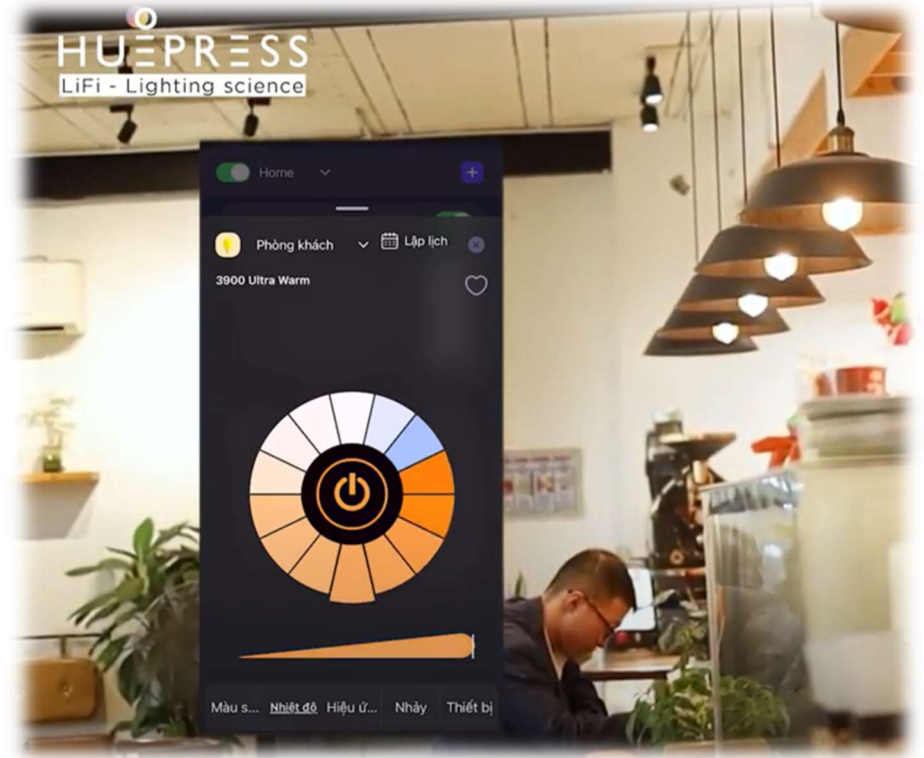 HUEPRESS
LiFi - Lighting science
Home
Phòng khách
Lập lịch
3900 Ultra Warm
Màu s...
Nhiệt độ
Hiệu ứ...
Nhảy
Thiết bị